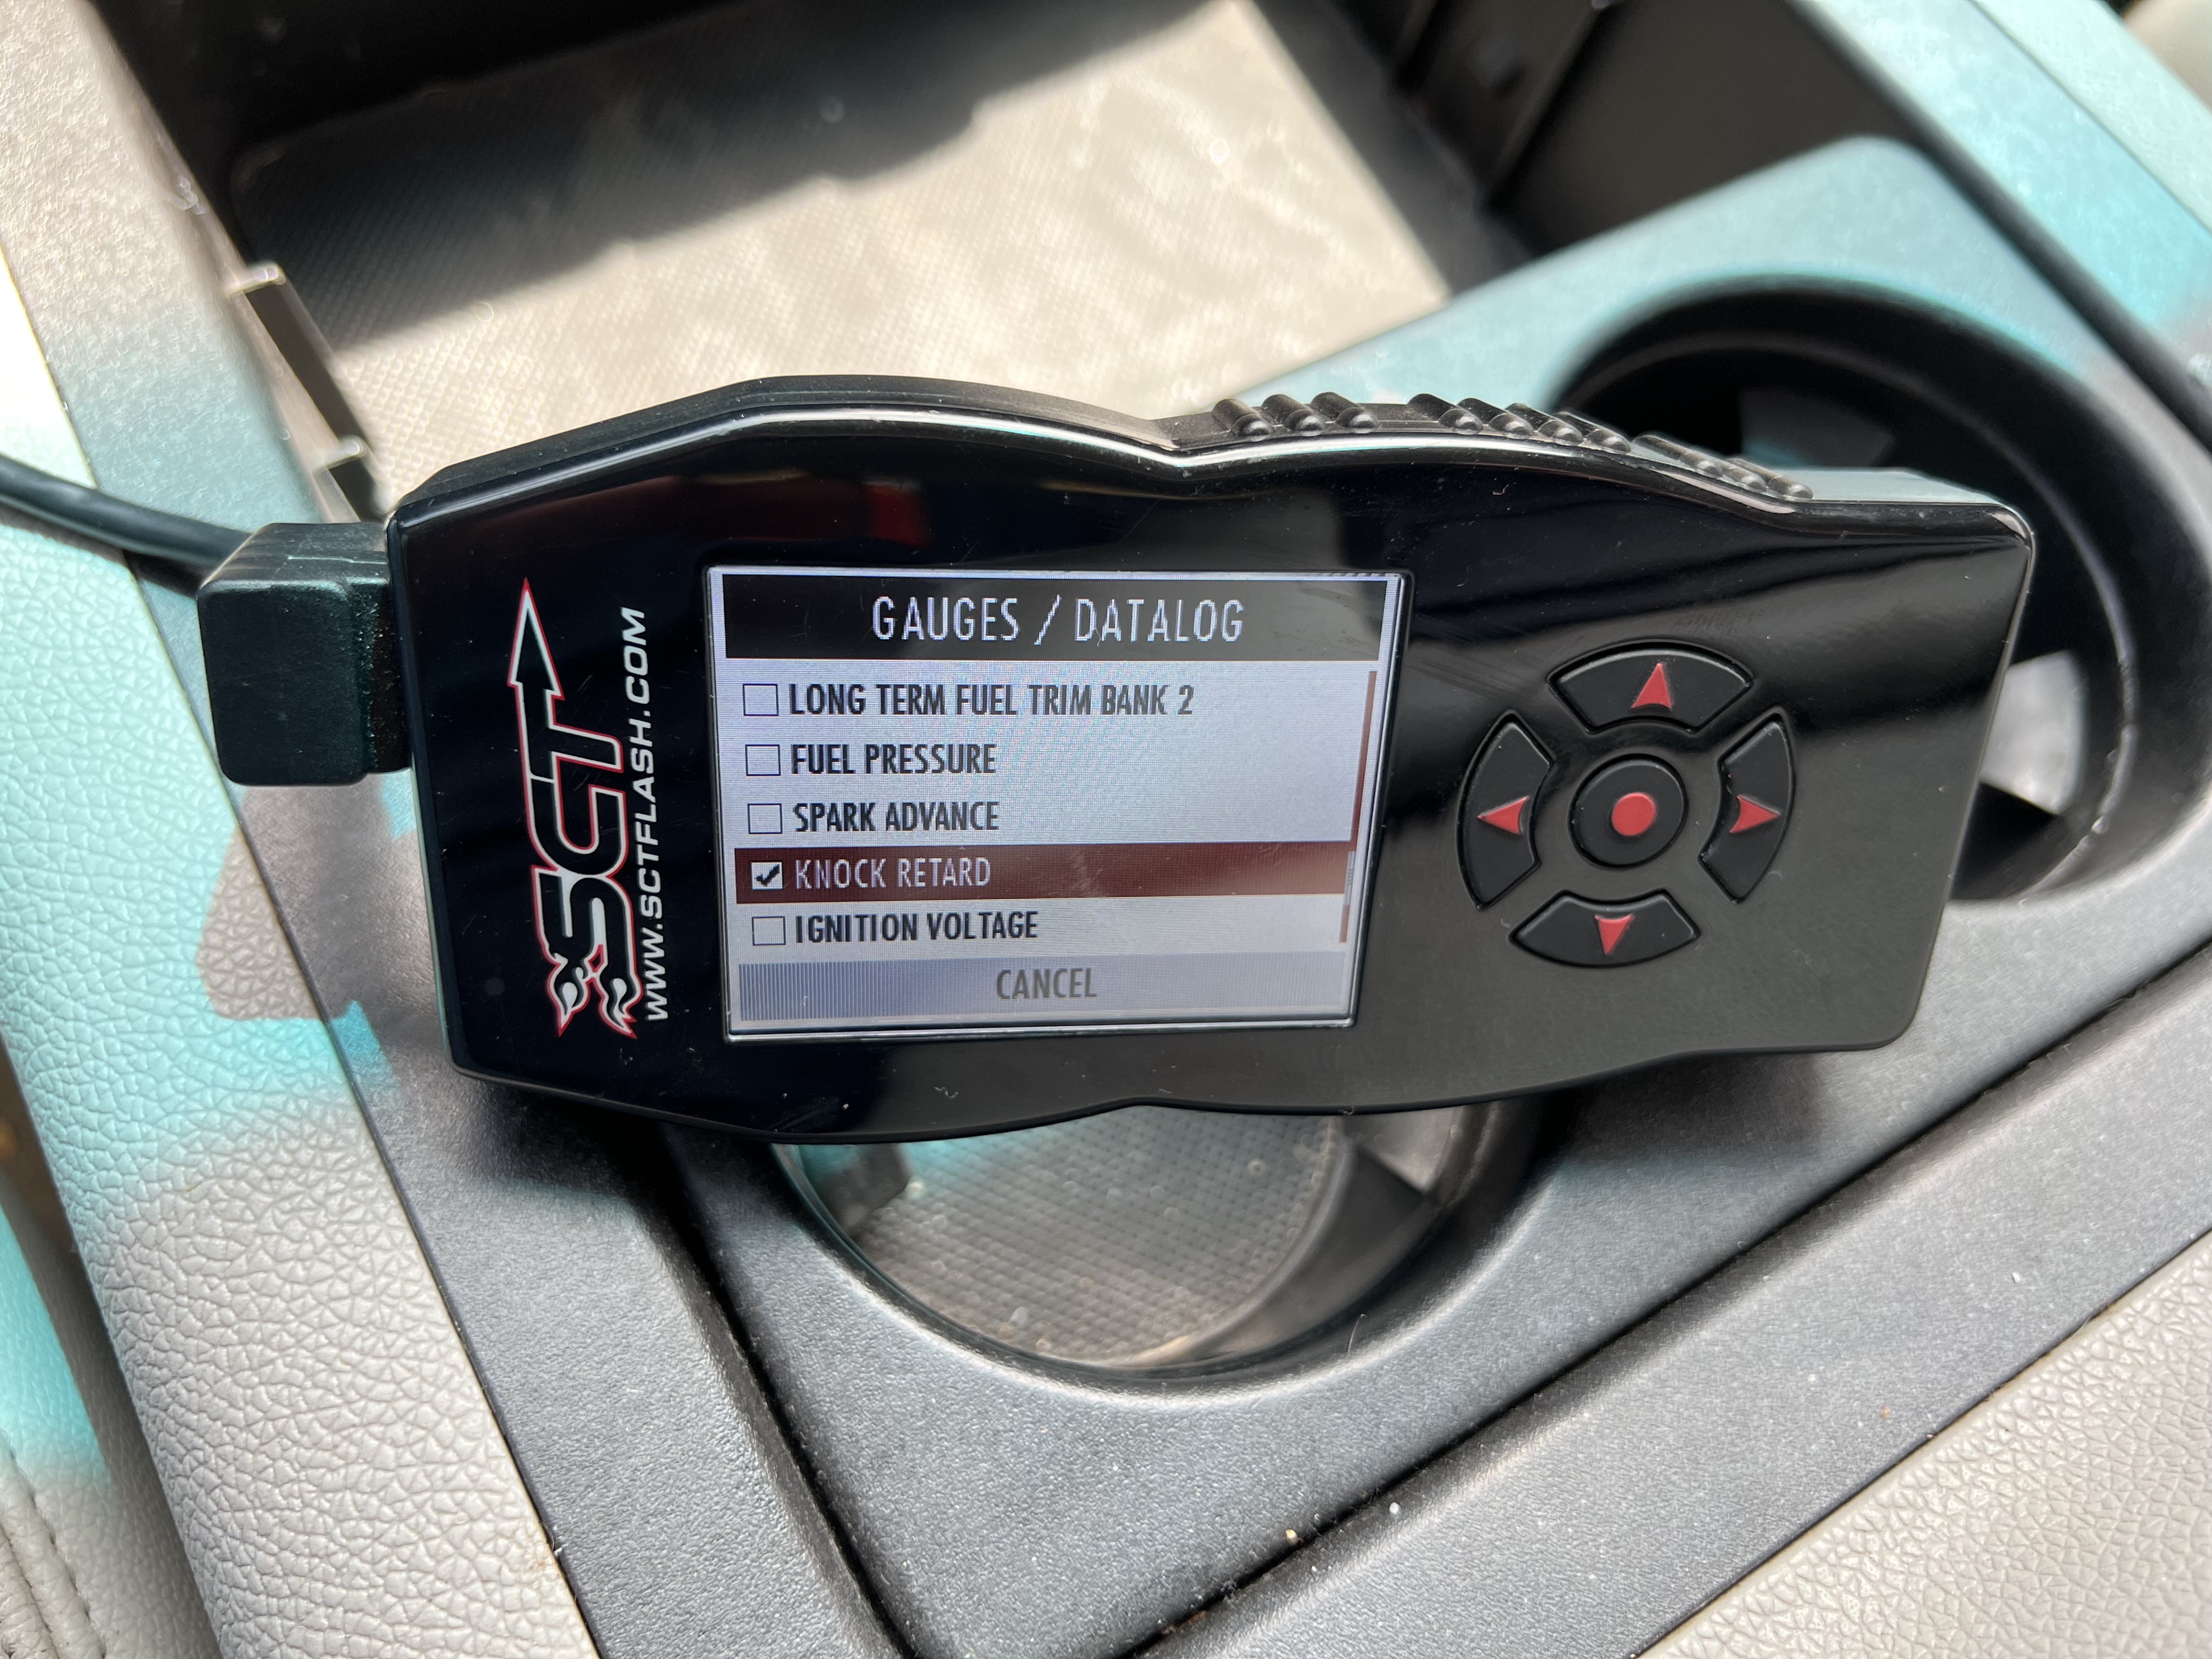 SCT
WWW.SCTFLASH.COM
GAUGES / DATALOG
LONG TERM FUEL TRIM BANK 2
FUEL PRESSURE
SPARK ADVANCE
KNOCK RETARD
IGNITION VOLTAGE
CANCEL